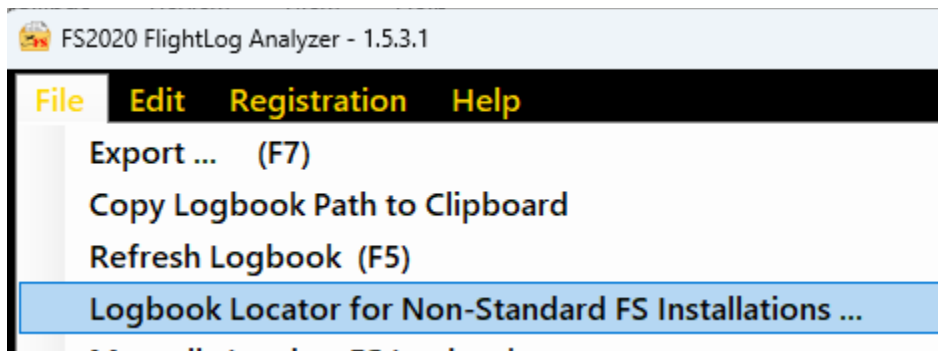 FS2020 FlightLog Analyzer - 1.5.3.1
File Edit Registration Help
Export ... (F7)
Copy Logbook Path to Clipboard
Refresh Logbook (F5)
Logbook Locator for Non-Standard FS Installations ...